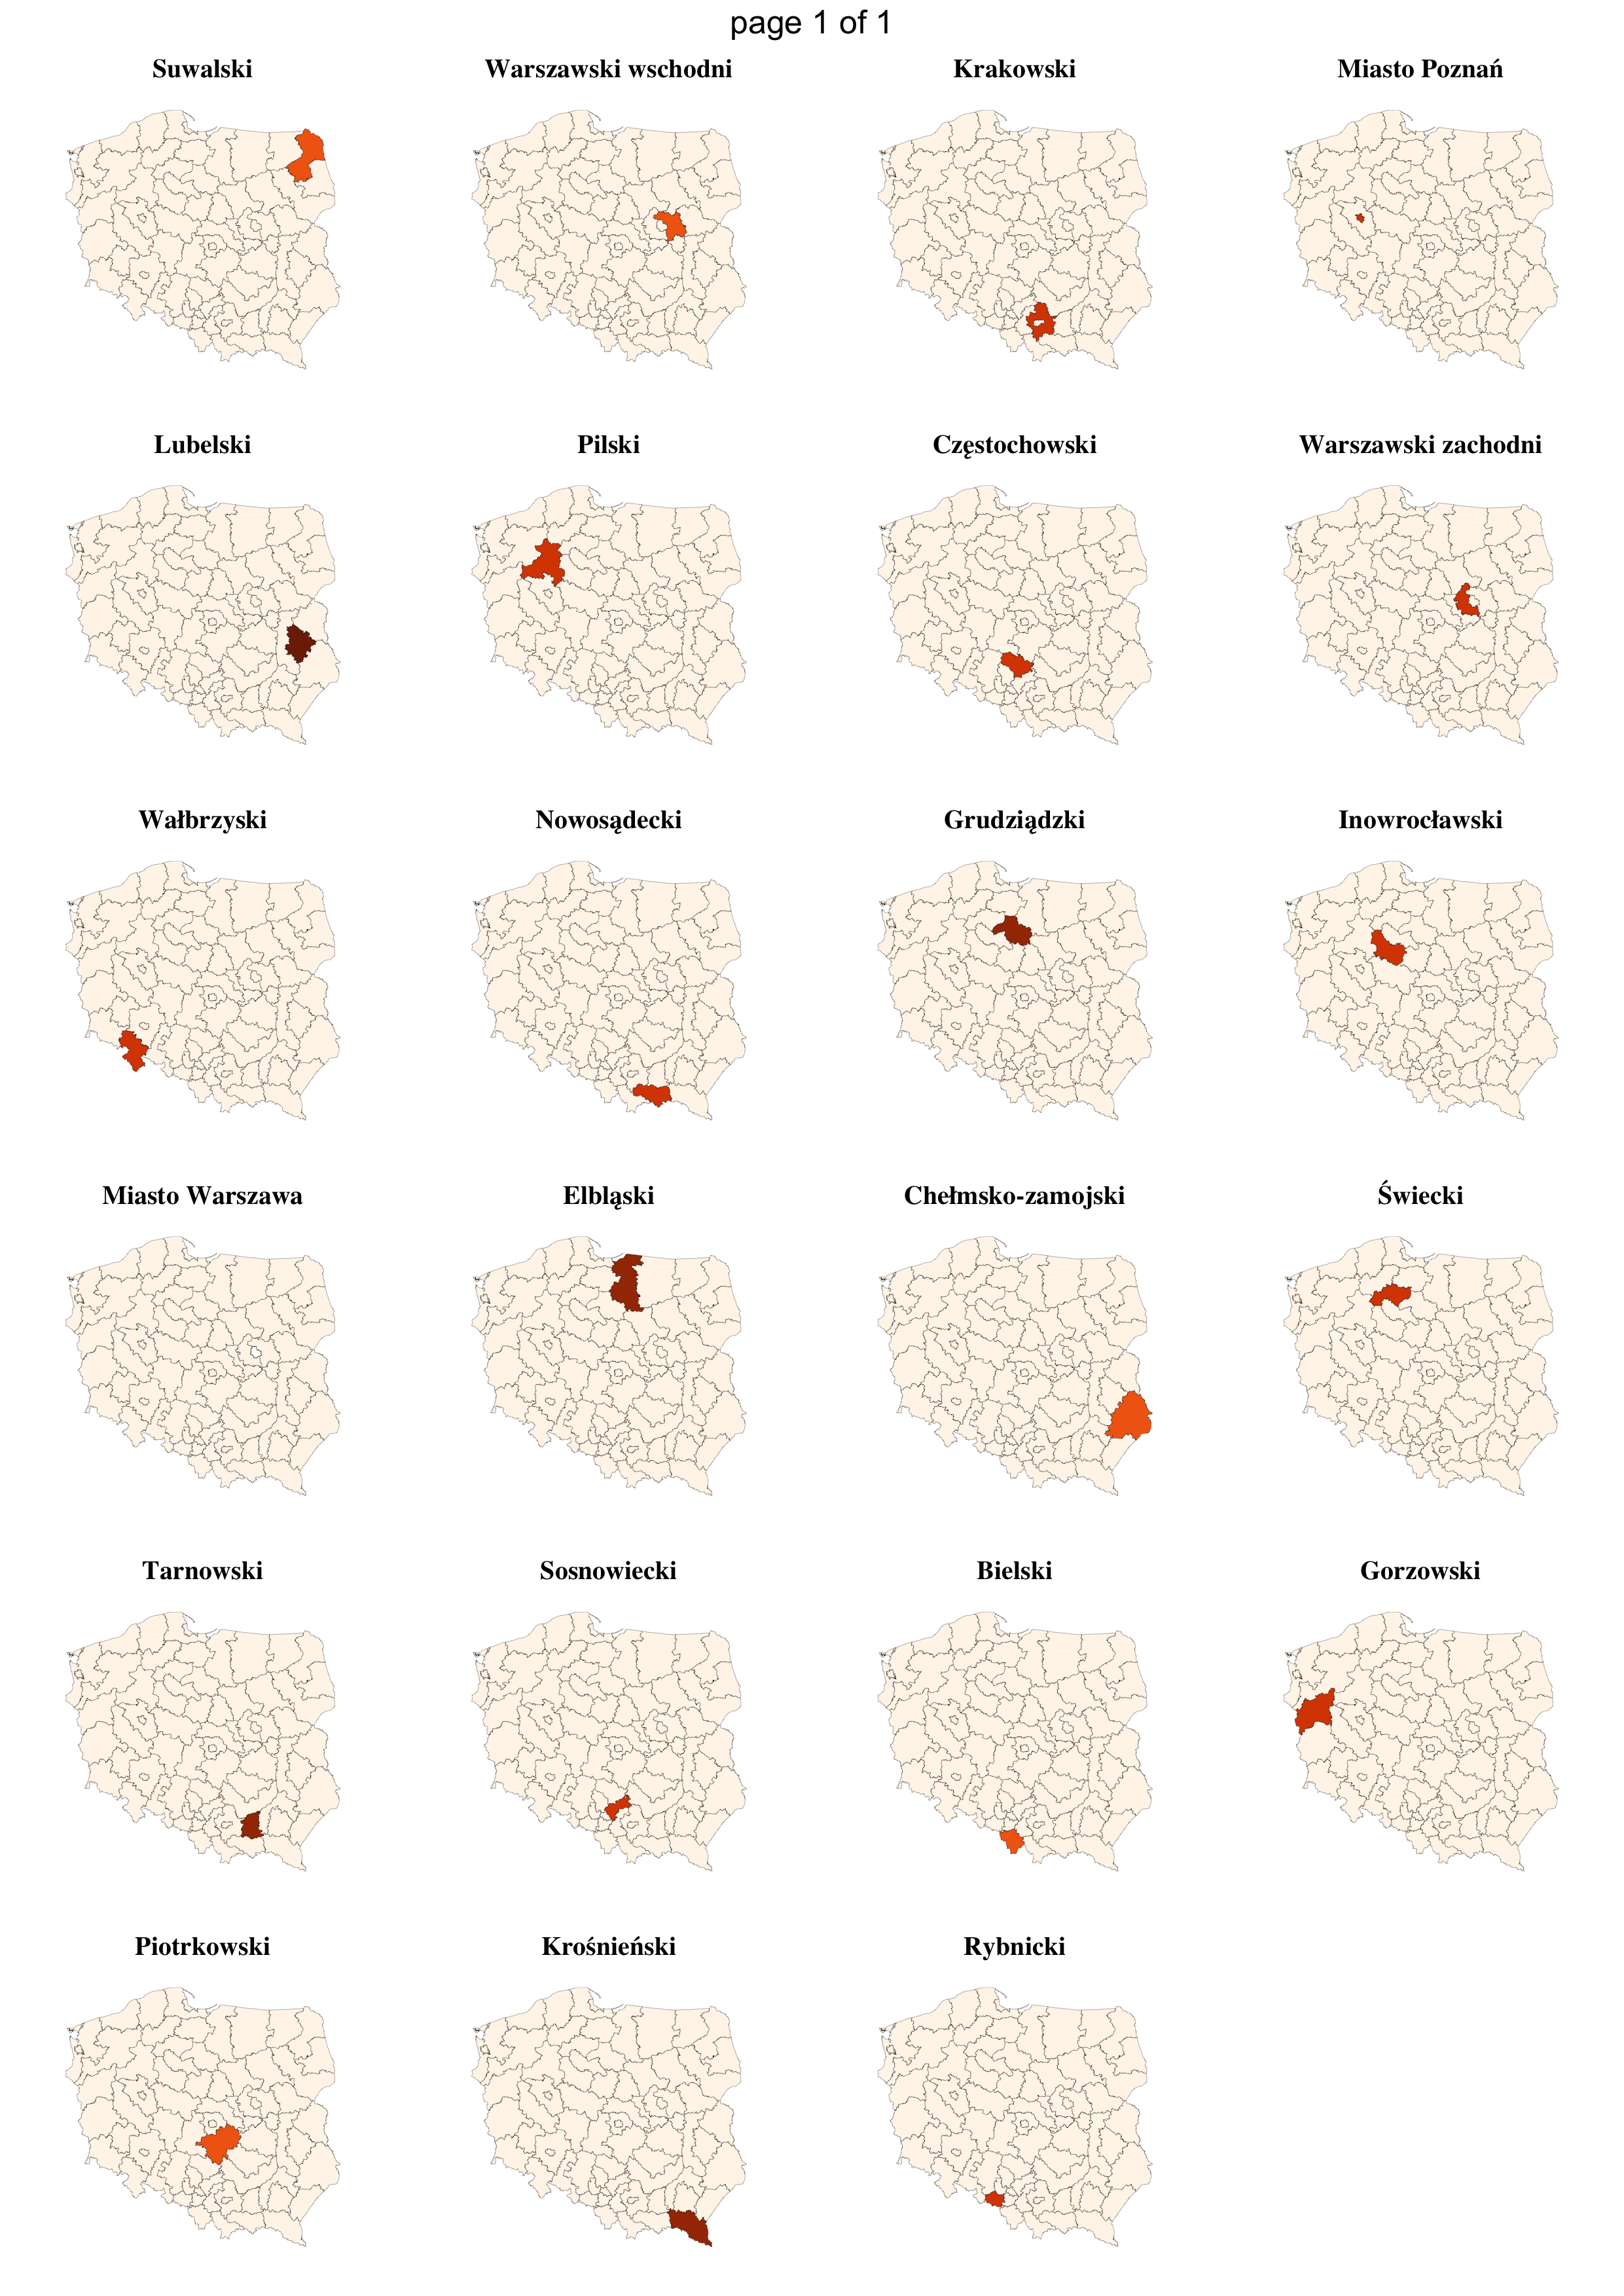 page 1 of 1
Suwalski
Warszawski wschodni
Krakowski
Miasto Poznań
Lubelski
Pilski
Częstochowski
Warszawski zachodni
Wałbrzyski
Nowosądecki
Grudziądzki
Inowrocławski
Miasto Warszawa
Elbląski
Chełmsko-zamojski
Świecki
Tarnowski
Sosnowiecki
Bielski
Gorzowski
Piotrkowski
Krośnieński
Rybnicki